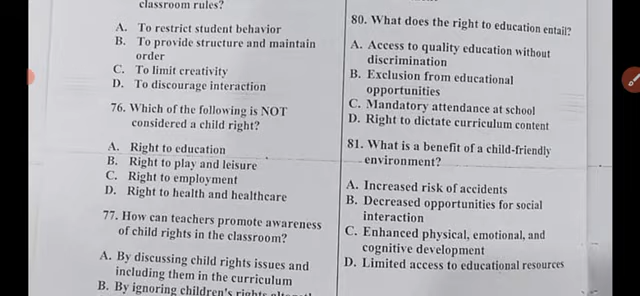 classroom rules?
A. To restrict student behavior
B. To provide structure and maintain
order
C. To limit creativity
D. To discourage interaction
76. Which of the following is NOT
considered a child right?
A. Right to education
B. Right to play and leisure
C. Right to employment
D. Right to health and healthcare
77. How can teachers promote awareness
of child rights in the classroom?
A. By discussing child rights issues and
including them in the curriculum
B. By ignoring children's rights
80. What does the right to education entail?
A. Access to quality education without
discrimination
B. Exclusion from educational
opportunities
C. Mandatory attendance at school
D. Right to dictate curriculum content
81. What is a benefit of a child-friendly
environment?
A. Increased risk of accidents
B. Decreased opportunities for social
interaction
C. Enhanced physical, emotional, and
cognitive development
D. Limited access to educational resources